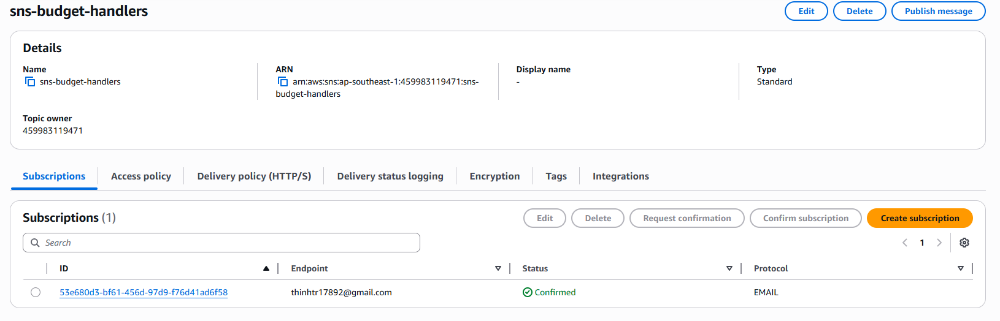 sns-budget-handlers
Edit
Delete
Publish message
Details
Name
sns-budget-handlers
ARN
arn:aws:sns:ap-southeast-1:459983119471:sns-
budget-handlers
Display name
-
Type
Standard
Topic owner
459983119471
Subscriptions
Access policy
Delivery policy (HTTP/S)
Delivery status logging
Encryption
Tags
Integrations
Subscriptions (1)
Edit
Delete
Request confirmation
Confirm subscription
Create subscription
Search
1
ID
Endpoint
Status
Protocol
53e680d3-bf61-456d-97d9-f76d41ad6f58
thinhtr17892@gmail.com
Confirmed
EMAIL